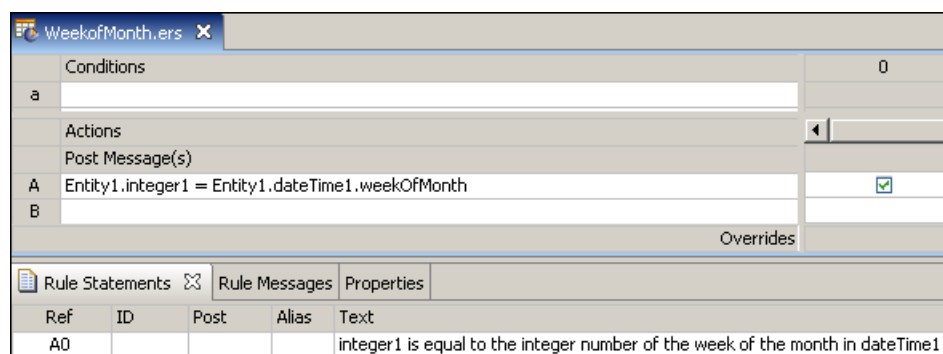 WeekofMonth.ers
Conditions 0
a
Actions
Post Message(s)
A Entity1.integer1 = Entity1.dateTime1.weekOfMonth
B
Overrides
Rule Statements Rule Messages Properties
Ref ID Post Alias Text
A0 integer1 is equal to the integer number of the week of the month in dateTime1